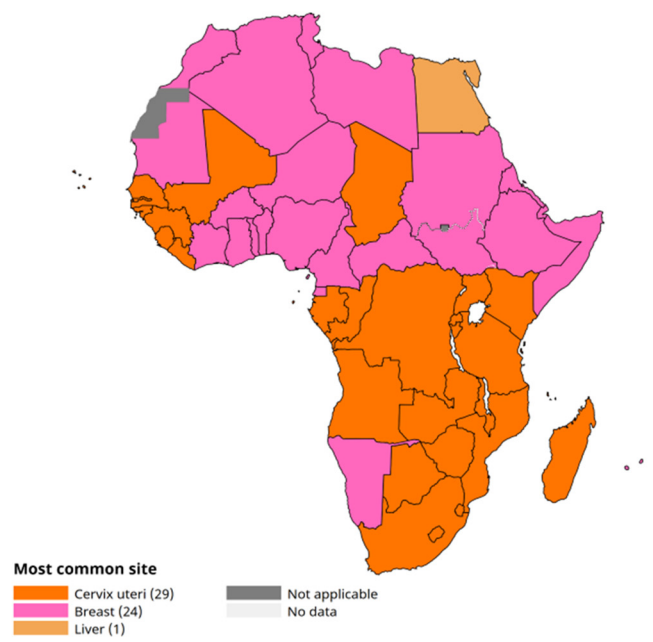 Most common site
Cervix uteri (29)
Breast (24)
Liver (1)
Not applicable
No data